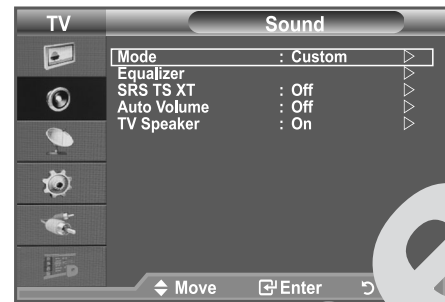 TV Sound
Mode : Custom
Equalizer
SRS TS XT : Off
Auto Volume : Off
TV Speaker : On
Move Enter